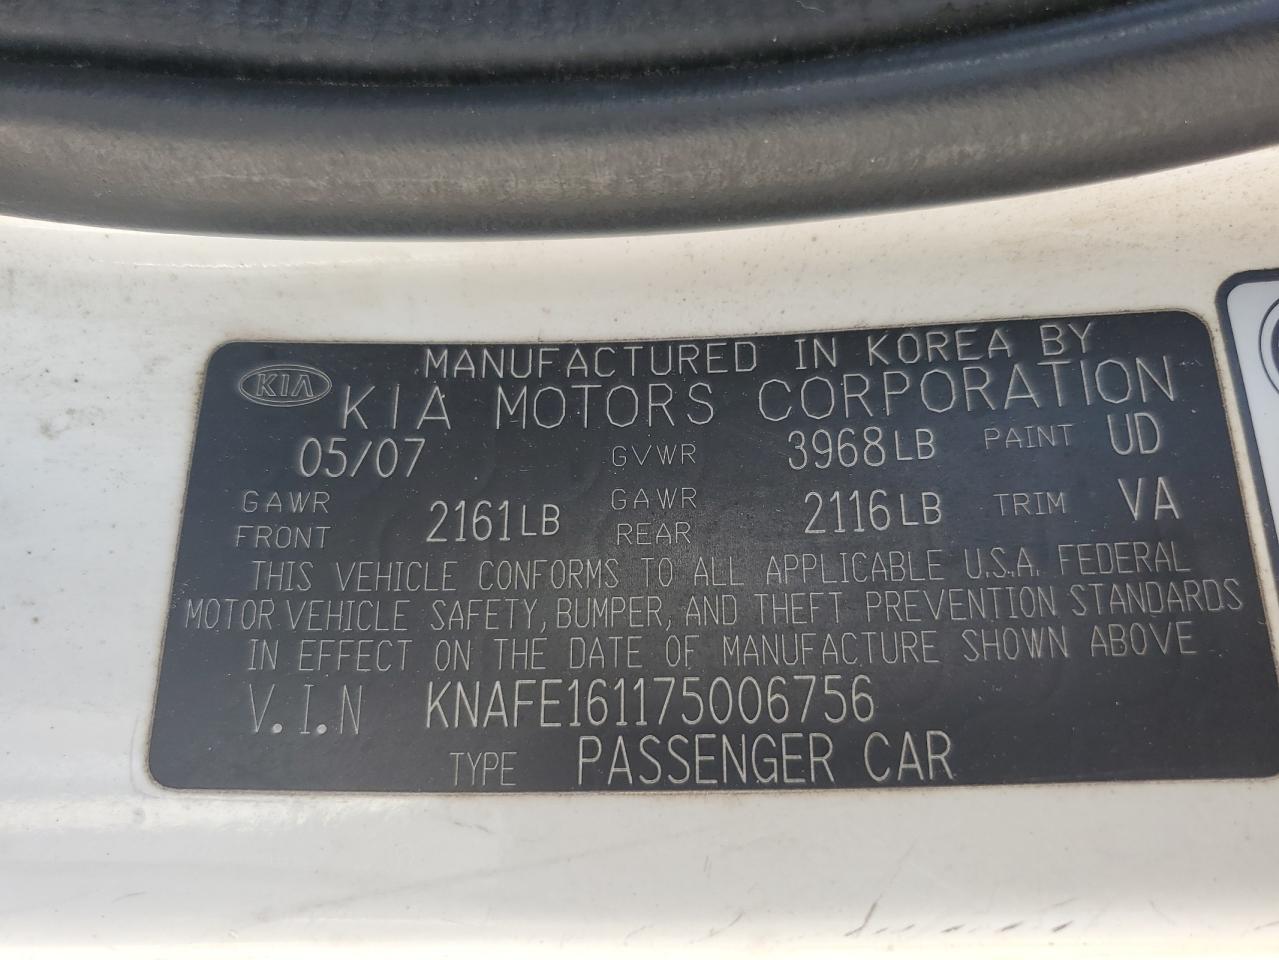 MANUFACTURED IN KOREA BY
KIA
KIA MOTORS CORPORATION
05/07 GVWR 3968LB PAINT UD
GAWR FRONT 2161LB GAWR REAR 2116LB TRIM VA
THIS VEHICLE CONFORMS TO ALL APPLICABLE U.S.A. FEDERAL
MOTOR VEHICLE SAFETY, BUMPER, AND THEFT PREVENTION STANDARDS
IN EFFECT ON THE DATE OF MANUFACTURE SHOWN ABOVE
V.I.N KNAFE161175006756
TYPE PASSENGER CAR